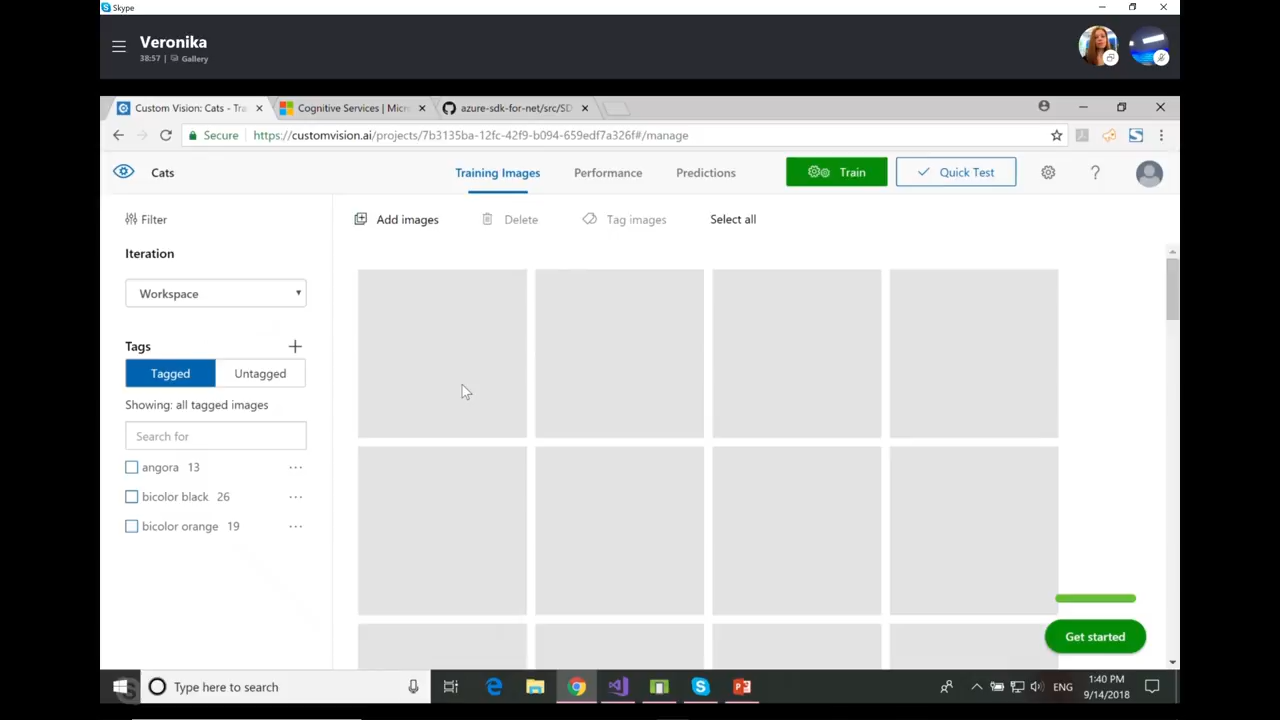 Skype
Veronika
38:57 | Gallery
Custom Vision: Cats - Tra
Cognitive Services | Micr
azure-sdk-for-net/src/SD
Secure
https://customvision.ai/projects/7b3135ba-12fc-42f9-b094-659edf7a326f#/manage
Cats
Training Images
Performance
Predictions
Train
Quick Test
?
Filter
Add images
Delete
Tag images
Select all
Iteration
Workspace
Tags
Tagged
Untagged
Showing: all tagged images
Search for
angora 13
bicolor black 26
bicolor orange 19
Get started
Type here to search
ENG
1:40 PM
9/14/2018